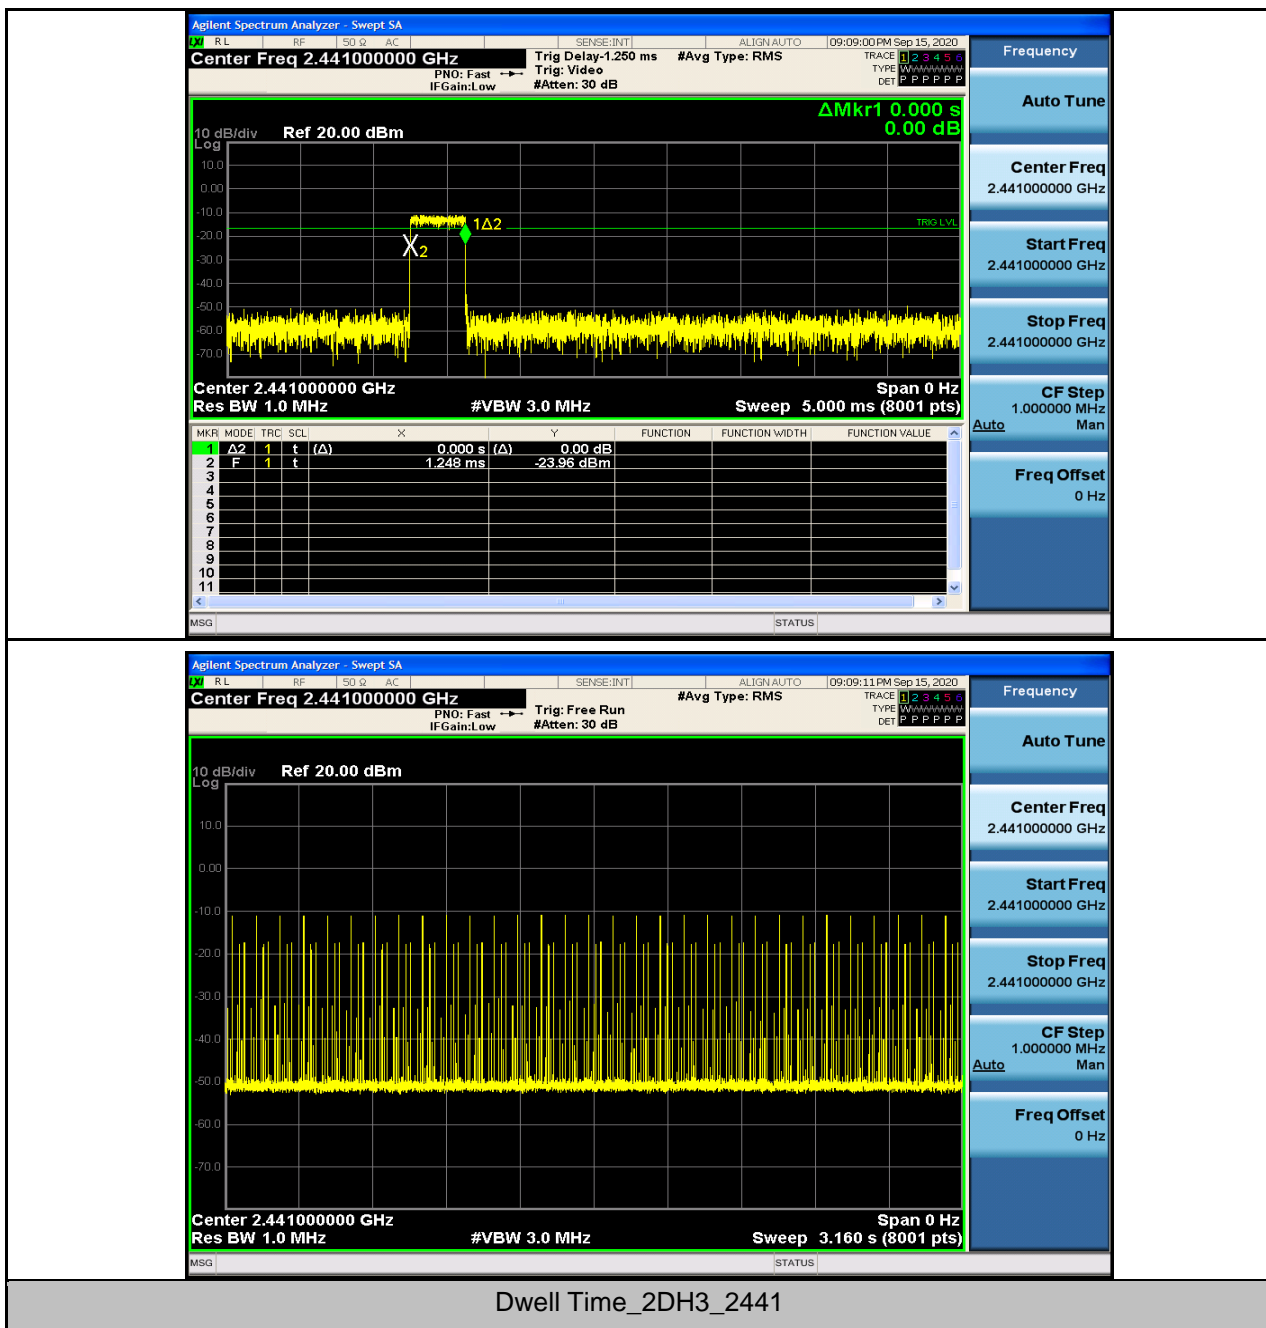 Agilent Spectrum Analyzer - Swept SA
LXI RL RF 50 Ω AC SENSE:INT ALIGN AUTO 09:09:00 PM Sep 15, 2020
Center Freq 2.441000000 GHz
PNO: Fast
IFGain:Low
Trig Delay-1.250 ms
Trig: Video
#Atten: 30 dB
#Avg Type: RMS
TRACE 1 2 3 4 5 6
TYPE WWWWWW
DET P P P P P P
ΔMkr1 0.000 s
0.00 dB
10 dB/div Ref 20.00 dBm
Log
10.0
0.00
-10.0
-20.0
-30.0
-40.0
-50.0
-60.0
-70.0
1Δ2
X2
TRIG LVL
Center 2.441000000 GHz Span 0 Hz
Res BW 1.0 MHz #VBW 3.0 MHz Sweep 5.000 ms (8001 pts)
MKR MODE TRC SCL X Y FUNCTION FUNCTION WIDTH FUNCTION VALUE
1 Δ2 1 t (Δ) 0.000 s (Δ) 0.00 dB
2 F 1 t 1.248 ms -23.96 dBm
3
4
5
6
7
8
9
10
11
MSG STATUS
Frequency
Auto Tune
Center Freq
2.441000000 GHz
Start Freq
2.441000000 GHz
Stop Freq
2.441000000 GHz
CF Step
1.000000 MHz
Auto Man
Freq Offset
0 Hz
Agilent Spectrum Analyzer - Swept SA
LXI RL RF 50 Ω AC SENSE:INT ALIGN AUTO 09:09:11 PM Sep 15, 2020
Center Freq 2.441000000 GHz
PNO: Fast
IFGain:Low
Trig: Free Run
#Atten: 30 dB
#Avg Type: RMS
TRACE 1 2 3 4 5 6
TYPE WWWWWW
DET P P P P P P
10 dB/div Ref 20.00 dBm
Log
10.0
0.00
-10.0
-20.0
-30.0
-40.0
-50.0
-60.0
-70.0
Center 2.441000000 GHz Span 0 Hz
Res BW 1.0 MHz #VBW 3.0 MHz Sweep 3.160 s (8001 pts)
MSG STATUS
Frequency
Auto Tune
Center Freq
2.441000000 GHz
Start Freq
2.441000000 GHz
Stop Freq
2.441000000 GHz
CF Step
1.000000 MHz
Auto Man
Freq Offset
0 Hz
Dwell Time_2DH3_2441